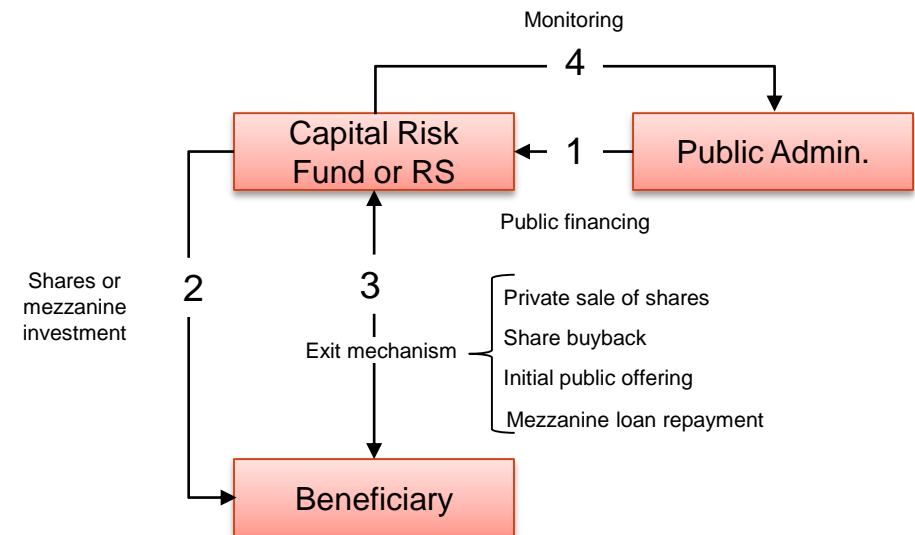 Monitoring
4
Capital Risk
Fund or RS
1
Public Admin.
Public financing
Shares or
mezzanine
investment
2
3
Exit mechanism
Private sale of shares
Share buyback
Initial public offering
Mezzanine loan repayment
Beneficiary